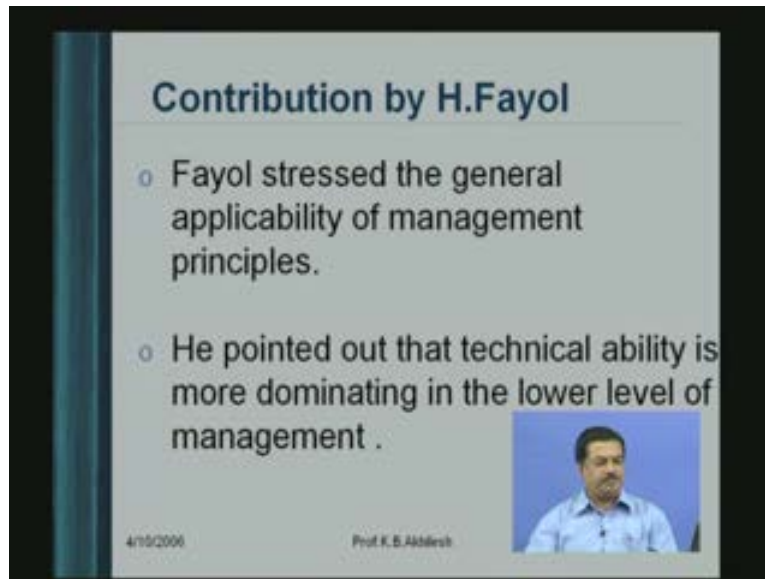 Contribution by H.Fayol
o Fayol stressed the general
applicability of management
principles.
o He pointed out that technical ability is
more dominating in the lower level of
management .
4/10/2006 Prof.K.B.Akhilesh